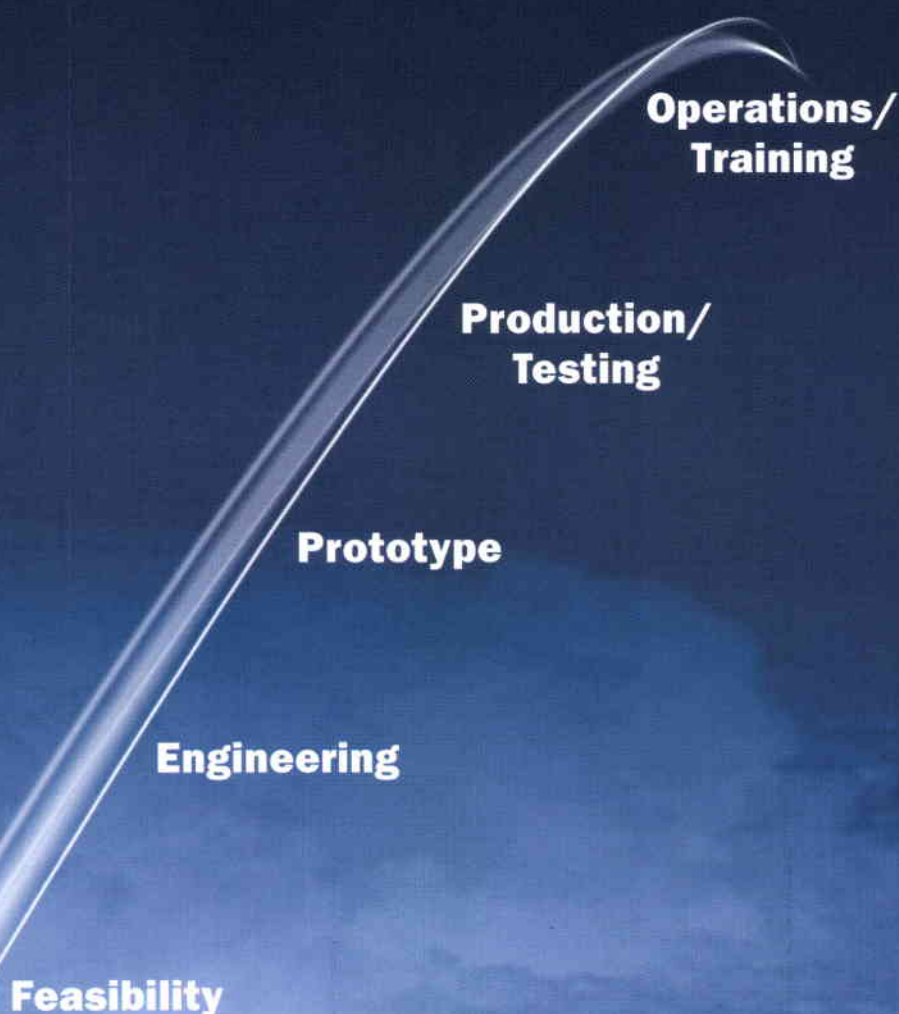 Operations/
Training
Production/
Testing
Prototype
Engineering
Feasibility